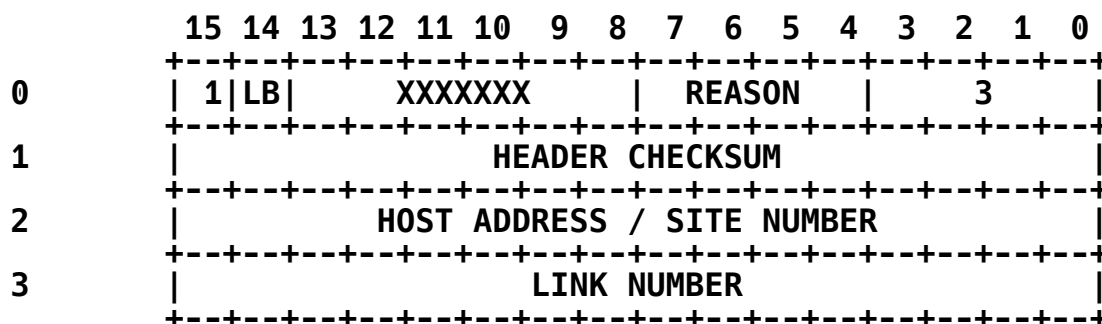 15 14 13 12 11 10 9 8 7 6 5 4 3 2 1 0
+--+--+--+--+--+--+--+--+--+--+--+--+--+--+--+--+
0 | 1|LB| XXXXXXX | REASON | 3 |
+--+--+--+--+--+--+--+--+--+--+--+--+--+--+--+--+
1 | HEADER CHECKSUM |
+--+--+--+--+--+--+--+--+--+--+--+--+--+--+--+--+
2 | HOST ADDRESS / SITE NUMBER |
+--+--+--+--+--+--+--+--+--+--+--+--+--+--+--+--+
3 | LINK NUMBER |
+--+--+--+--+--+--+--+--+--+--+--+--+--+--+--+--+